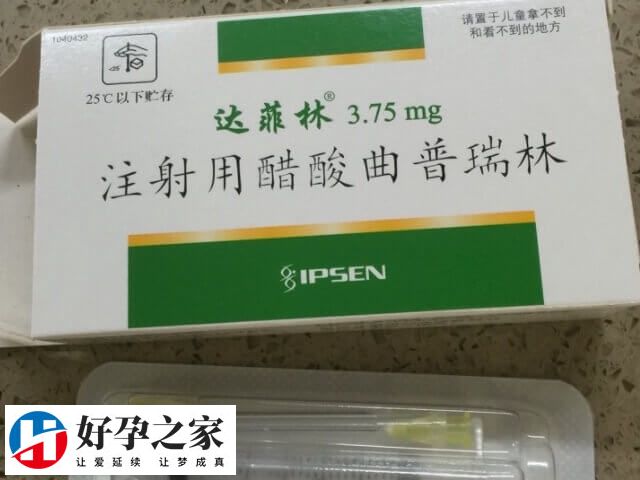 1040432
请置于儿童拿不到
和看不到的地方
25℃以下贮存
达菲林® 3.75 mg
注射用醋酸曲普瑞林
IPSEN
好孕之家
让爱延续 让梦成真